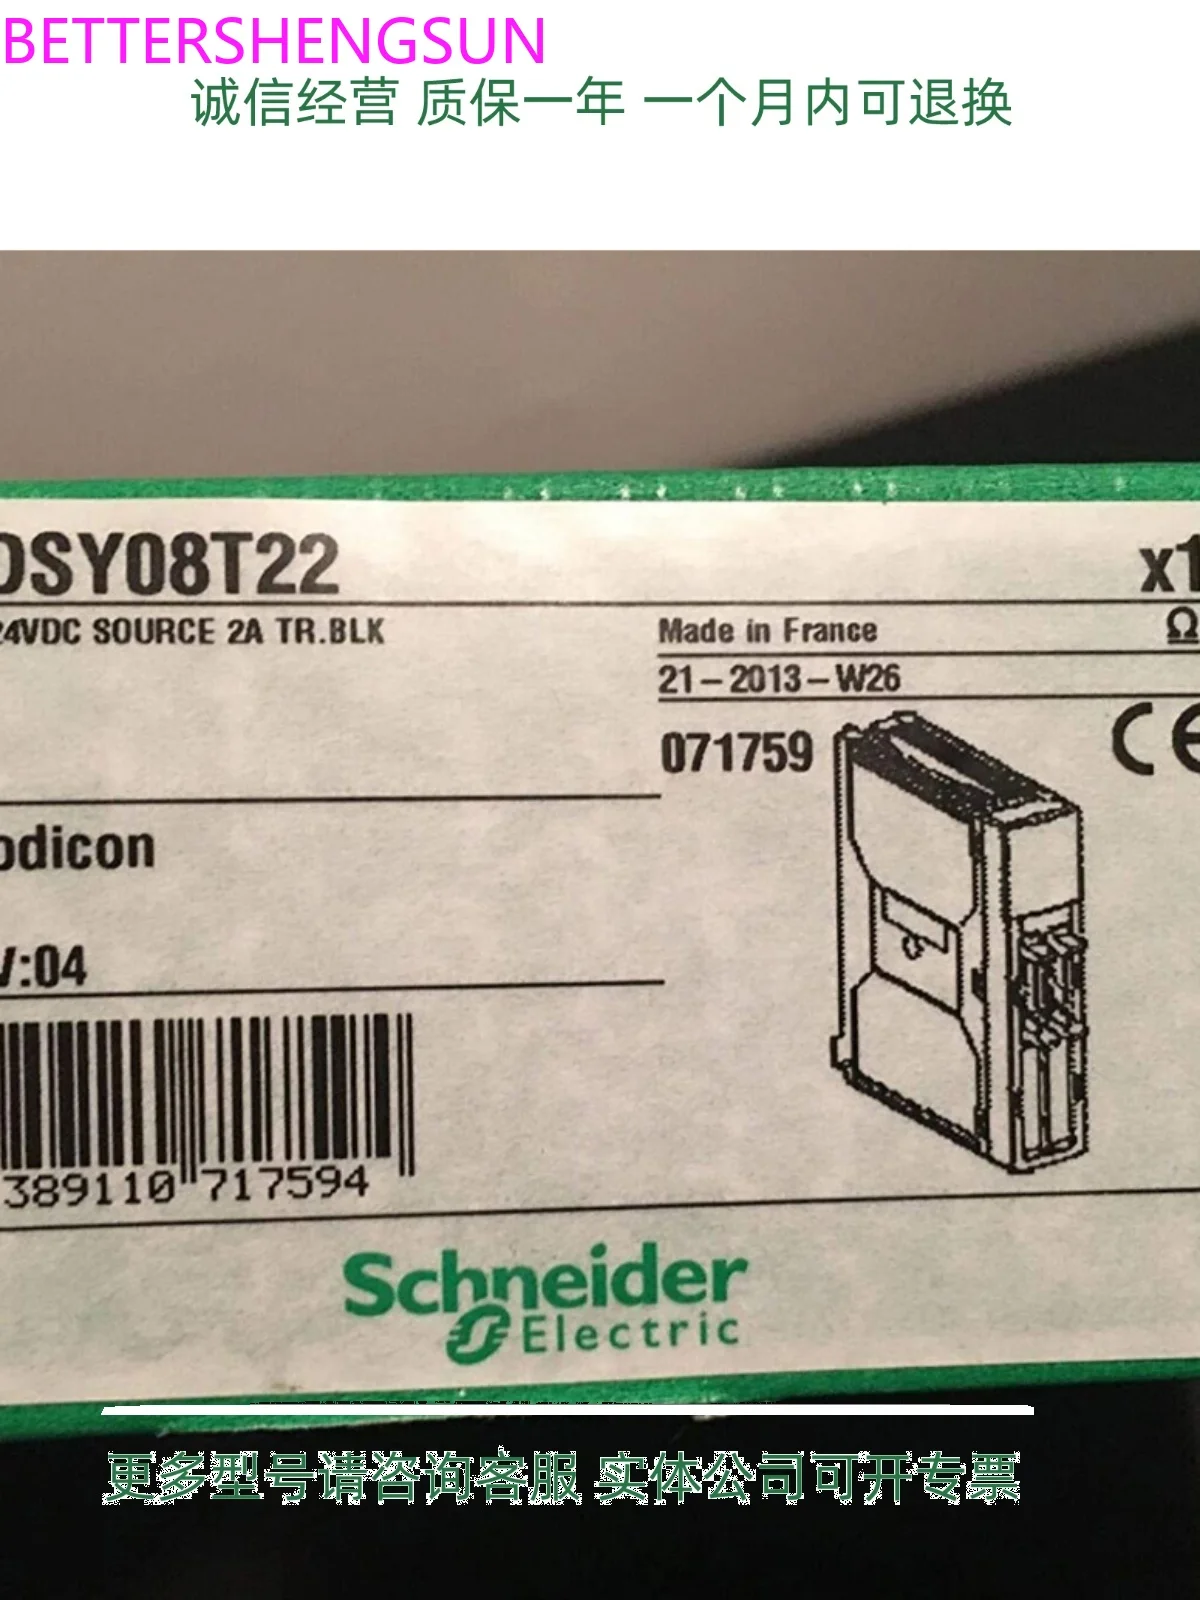 BETTERSHENGSUN
诚信经营 质保一年 一个月内可退换
DSY08T22
x1
24VDC SOURCE 2A TR.BLK
Made in France
Ω
21-2013-W26
071759
CE
odicon
V:04
389110 717594
Schneider
Electric
更多型号请咨询客服 实体公司可开专票